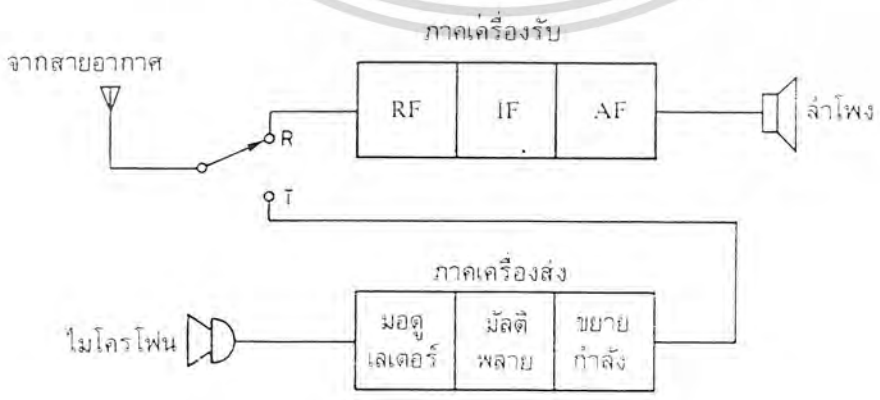 ภาคเครื่องรับ
จากสายอากาศ
RF
IF
AF
ลำโพง
R
T
ภาคเครื่องส่ง
ไมโครโฟน
มอดู
เลเตอร์
มัลติ
พลาย
ขยาย
กำลัง